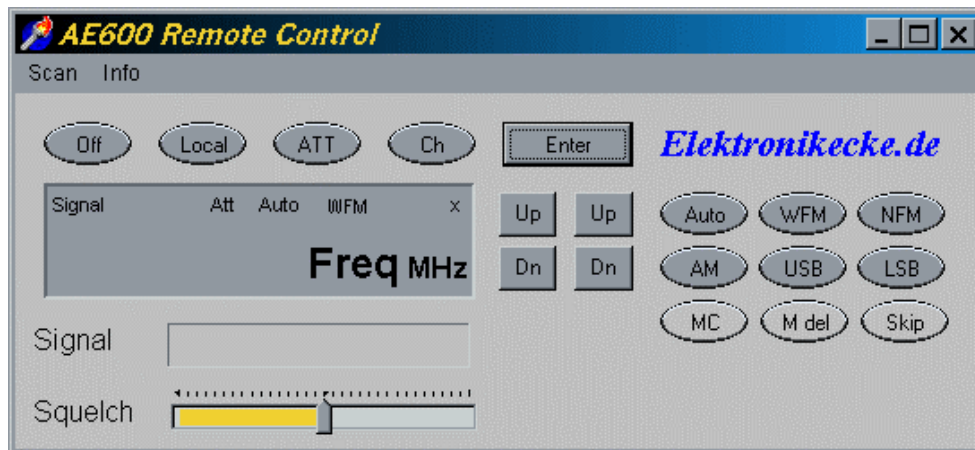 AE600 Remote Control
Scan Info
Off Local ATT Ch Enter Elektronikecke.de
Signal Att Auto WFM x
Freq MHz
Up Up
Dn Dn
Auto WFM NFM
AM USB LSB
MC M del Skip
Signal
Squelch